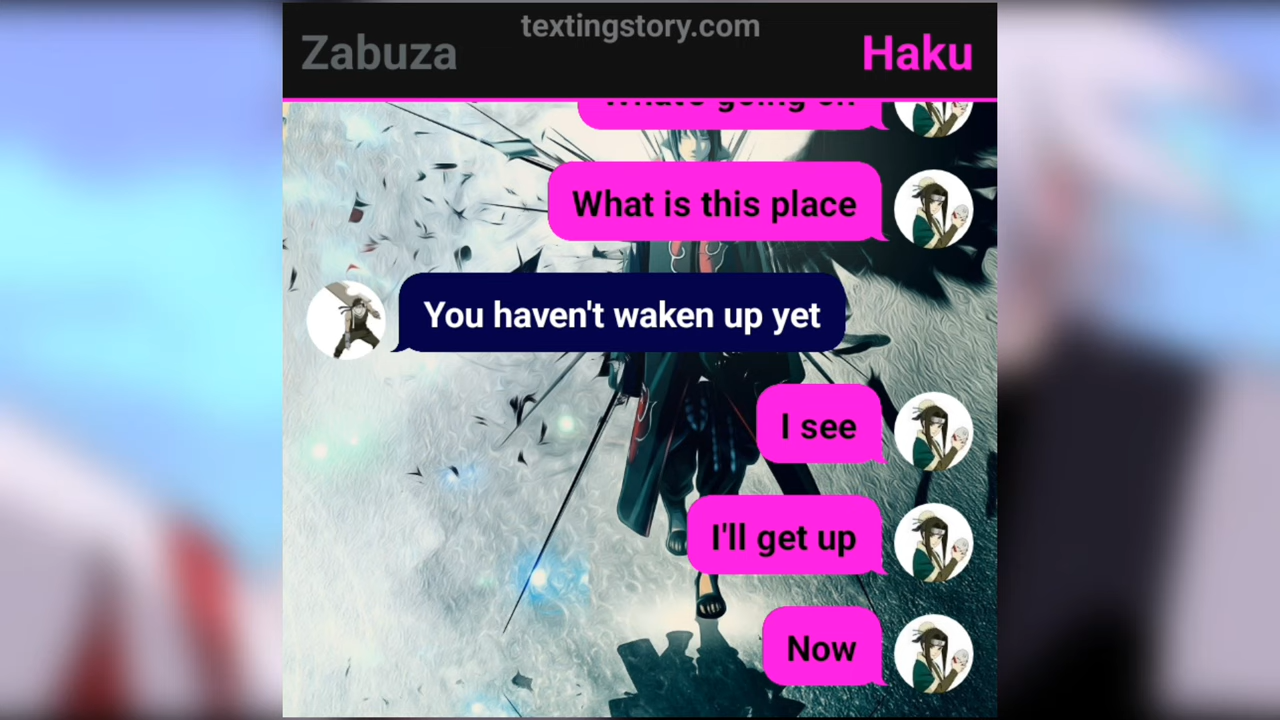 textingstory.com
Zabuza
Haku
What is this place
You haven't waken up yet
I see
I'll get up
Now